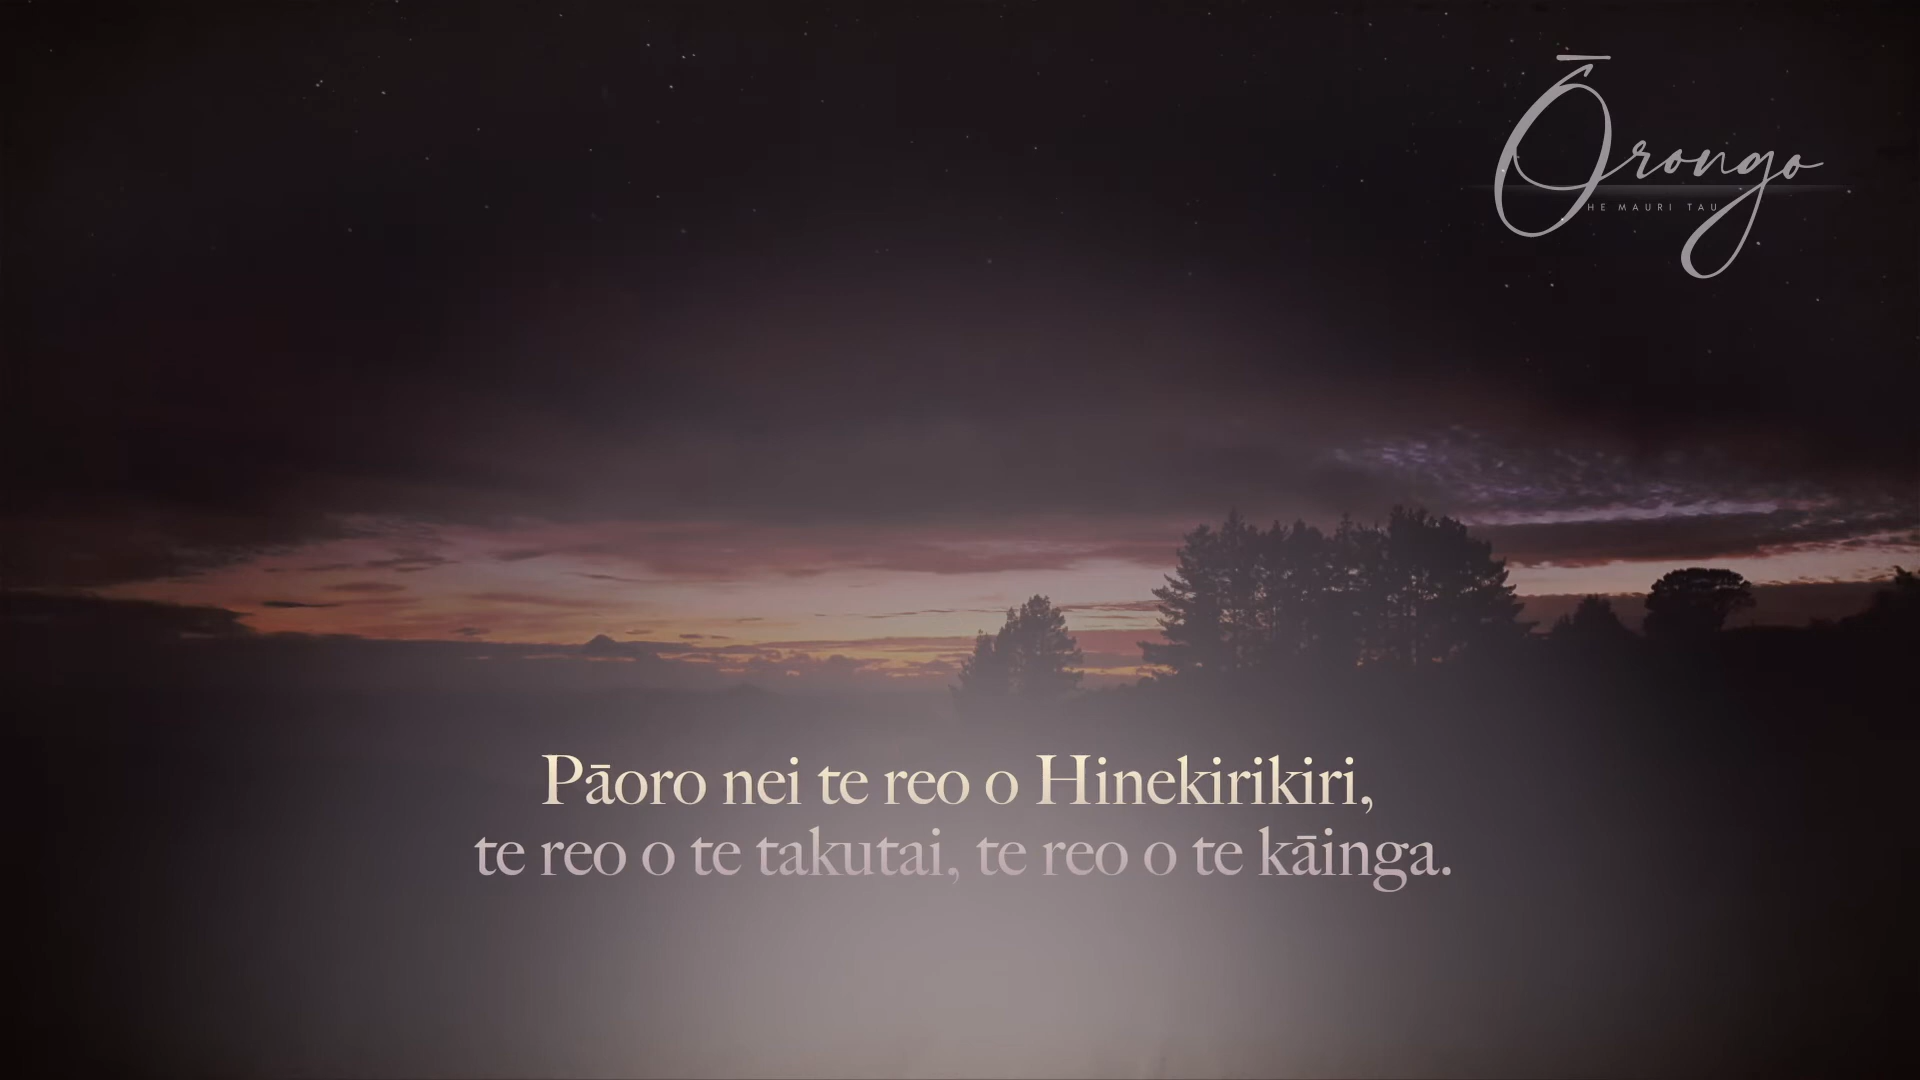 Ōrongo
HE MAURI TAU
Pāoro nei te reo o Hinekirikiri,
te reo o te takutai, te reo o te kāinga.